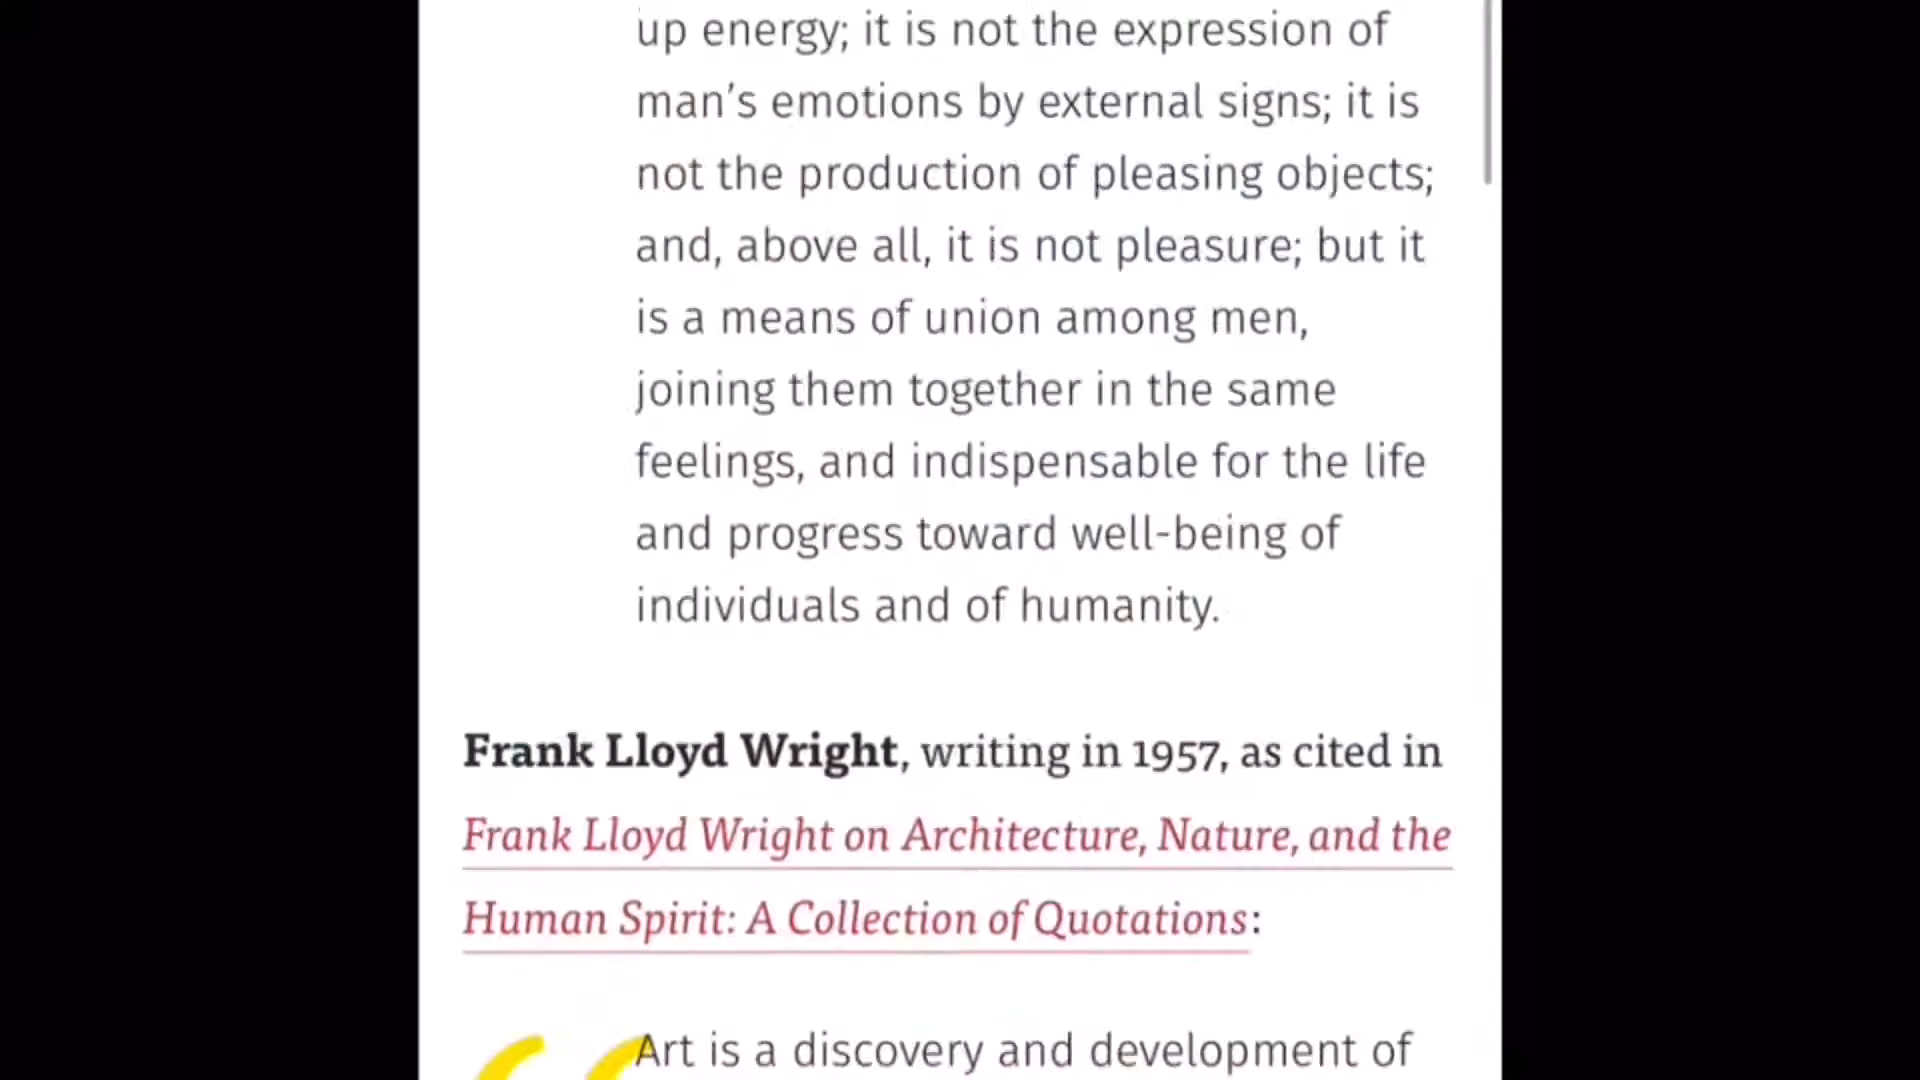 up energy; it is not the expression of
man’s emotions by external signs; it is
not the production of pleasing objects;
and, above all, it is not pleasure; but it
is a means of union among men,
joining them together in the same
feelings, and indispensable for the life
and progress toward well-being of
individuals and of humanity.
Frank Lloyd Wright, writing in 1957, as cited in
Frank Lloyd Wright on Architecture, Nature, and the
Human Spirit: A Collection of Quotations:
“Art is a discovery and development of